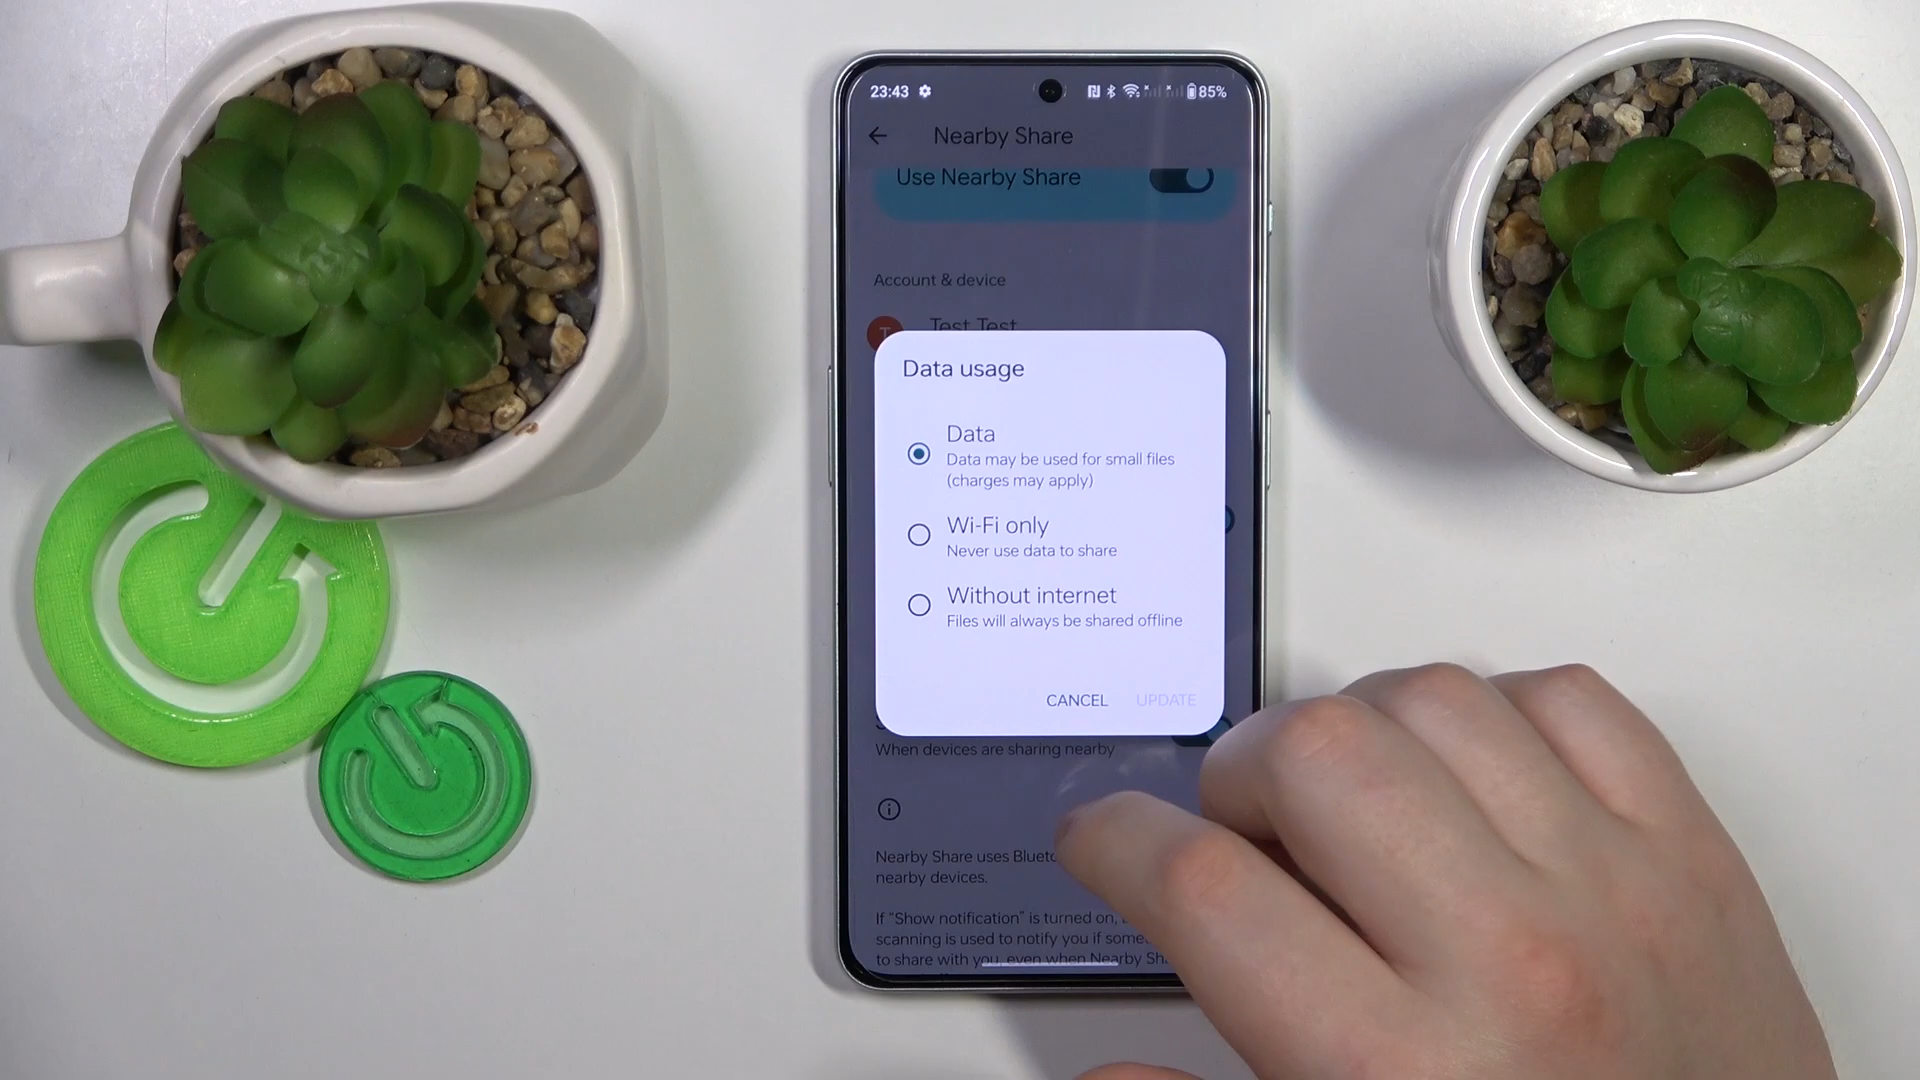 23:43 85%
Nearby Share
Use Nearby Share
Account & device
Test Test
T
Data usage
Data
Data may be used for small files
(charges may apply)
Wi-Fi only
Never use data to share
Without internet
Files will always be shared offline
CANCEL UPDATE
When devices are sharing nearby
Nearby Share uses
nearby devices.
If "Show notification" is turned on,
scanning is used to notify you if
to share with you, even when Nearby